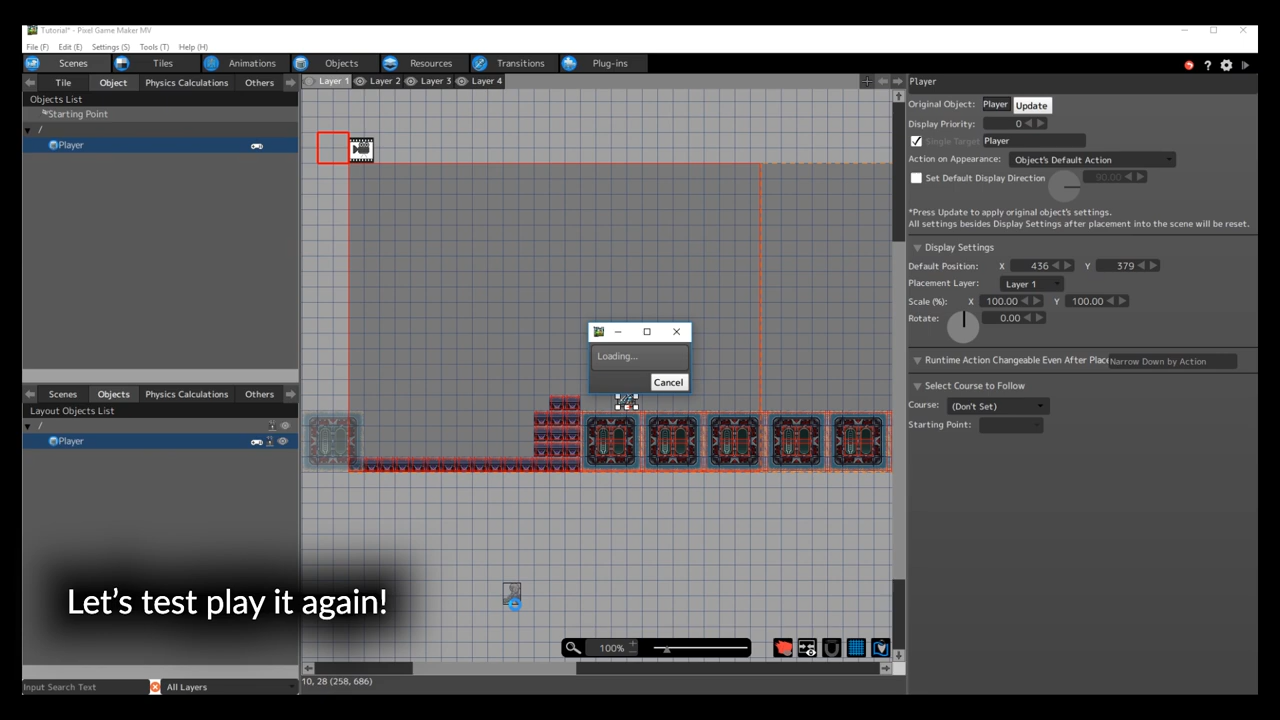 Tutorial* - Pixel Game Maker MV
File (F) Edit (E) Settings (S) Tools (T) Help (H)
Scenes Tiles Animations Objects Resources Transitions Plug-ins
Tile Object Physics Calculations Others
Layer 1 Layer 2 Layer 3 Layer 4
Objects List
Starting Point
/
Player
Scenes Objects Physics Calculations Others
Layout Objects List
/
Player
Input Search Text All Layers
Loading...
Cancel
Let's test play it again!
100%
10, 28 (258, 686)
Player
Original Object: Player Update
Display Priority: 0
Single Target Player
Action on Appearance: Object's Default Action
Set Default Display Direction 90.00
*Press Update to apply original object's settings.
All settings besides Display Settings after placement into the scene will be reset.
Display Settings
Default Position: X 436 Y 379
Placement Layer: Layer 1
Scale (%): X 100.00 Y 100.00
Rotate: 0.00
Runtime Action Changeable Even After Place Narrow Down by Action
Select Course to Follow
Course: (Don't Set)
Starting Point: